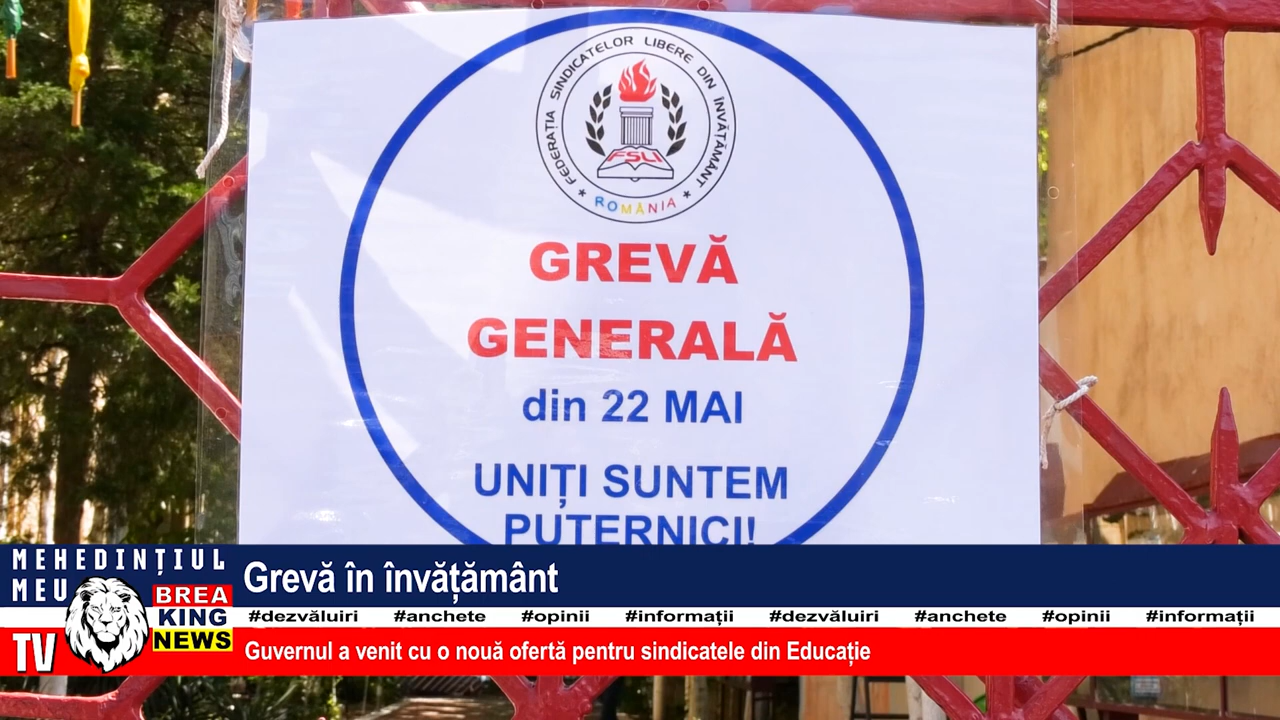 FEDERAȚIA SINDICATELOR LIBERE DIN ÎNVĂȚĂMÂNT
FSLI
* ROMÂNIA *
GREVĂ
GENERALĂ
din 22 MAI
UNIȚI SUNTEM
PUTERNICI!
MEHEDINȚIUL
MEU
TV
BREA
KING
NEWS
Grevă în învățământ
#dezvăluiri #anchete #opinii #informații #dezvăluiri #anchete #opinii #informații
Guvernul a venit cu o nouă ofertă pentru sindicatele din Educație